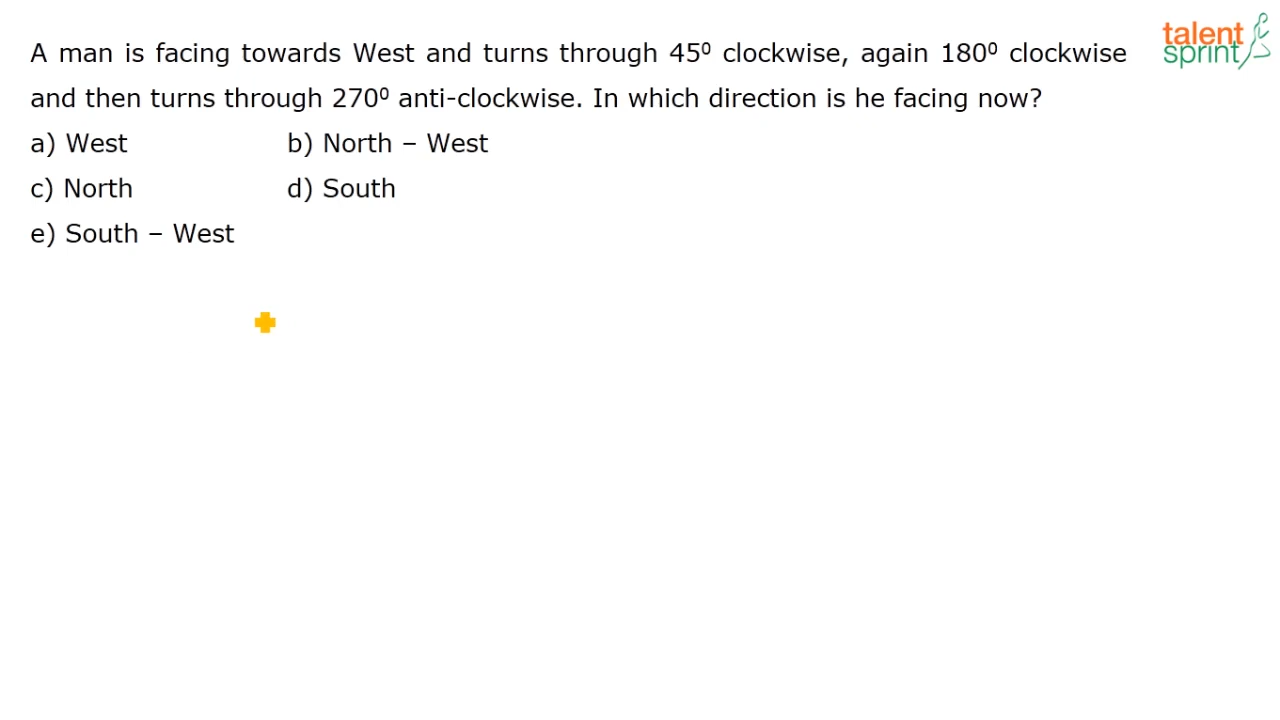 talent
sprint
A man is facing towards West and turns through 45⁰ clockwise, again 180⁰ clockwise
and then turns through 270⁰ anti-clockwise. In which direction is he facing now?
a) West b) North – West
c) North d) South
e) South – West